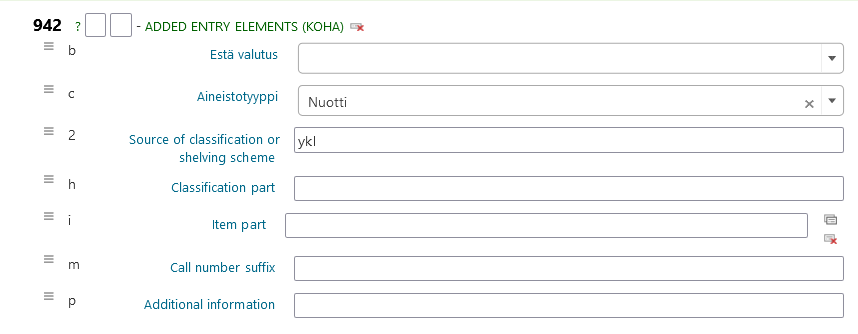 942 ? - ADDED ENTRY ELEMENTS (KOHA)
b Estä valutus
c Aineistotyyppi Nuotti
2 Source of classification or shelving scheme ykl
h Classification part
i Item part
m Call number suffix
p Additional information